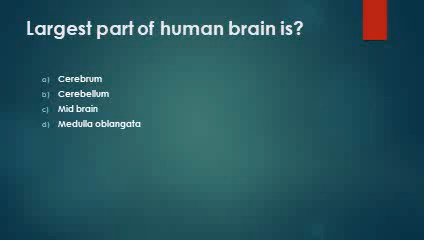 Largest part of human brain is?
a) Cerebrum
b) Cerebellum
c) Mid brain
d) Medulla oblangata